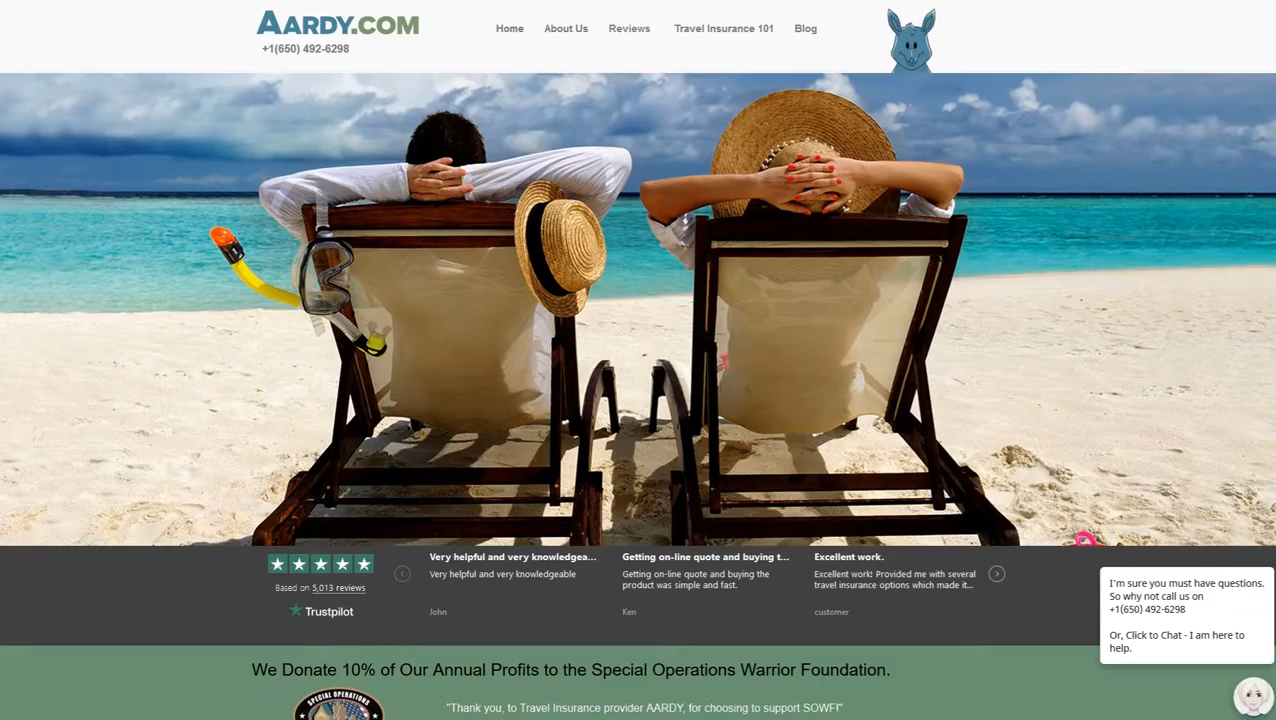 AARDY.COM
+1(650) 492-6298
Home About Us Reviews Travel Insurance 101 Blog
Based on 5,013 reviews
Trustpilot
Very helpful and very knowledgea...
Very helpful and very knowledgeable
John
Getting on-line quote and buying t...
Getting on-line quote and buying the
product was simple and fast.
Ken
Excellent work.
Excellent work! Provided me with several
travel insurance options which made it...
customer
I'm sure you must have questions.
So why not call us on
+1(650) 492-6298
Or, Click to Chat - I am here to
help.
We Donate 10% of Our Annual Profits to the Special Operations Warrior Foundation.
SPECIAL OPERATIONS
"Thank you, to Travel Insurance provider AARDY, for choosing to support SOWF!"